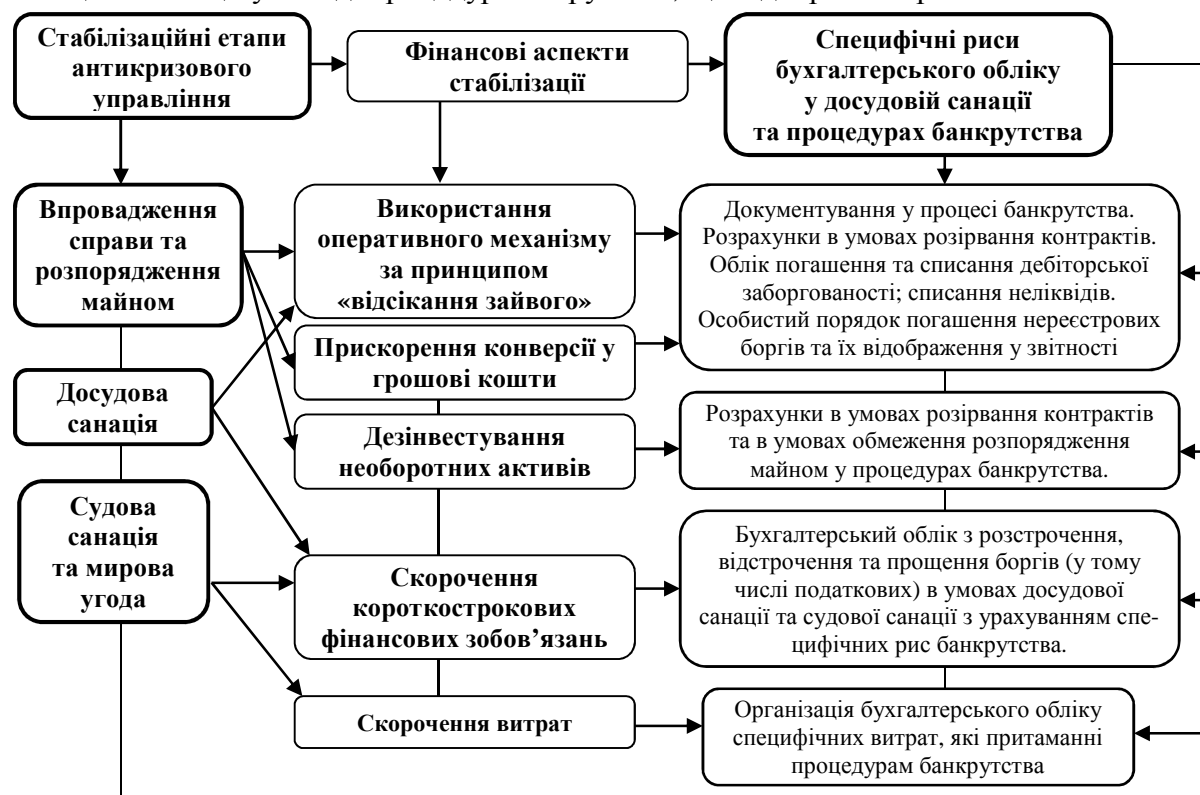 Стабілізаційні етапи
антикризового
управління
Фінансові аспекти
стабілізації
Специфічні риси
бухгалтерського обліку
у досудовій санації
та процедурах банкрутства
Впровадження
справи та
розпорядження
майном
Використання
оперативного механізму
за принципом
«відсікання зайвого»
Документування у процесі банкрутства.
Розрахунки в умовах розірвання контрактів.
Облік погашення та списання дебіторської
заборгованості; списання неліквідів.
Особистий порядок погашення нереєстрових
боргів та їх відображення у звітності
Прискорення конверсії у
грошові кошти
Досудова
санація
Дезінвестування
необоротних активів
Розрахунки в умовах розірвання контрактів
та в умовах обмеження розпорядження
майном у процедурах банкрутства.
Судова
санація
та мирова
угода
Скорочення
короткострокових
фінансових зобов’язань
Бухгалтерський облік з розстрочення,
відстрочення та прощення боргів (у тому
числі податкових) в умовах досудової
санації та судової санації з урахуванням спе-
цифічних рис банкрутства.
Скорочення витрат
Організація бухгалтерського обліку
специфічних витрат, які притаманні
процедурам банкрутства